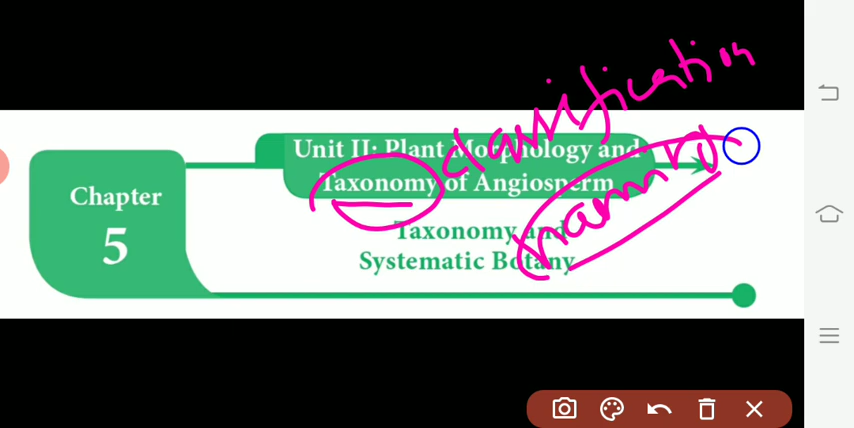 classification
Unit II: Plant Morphology and
Taxonomy of Angiosperm
naming
Chapter
5
Taxonomy and
Systematic Botany